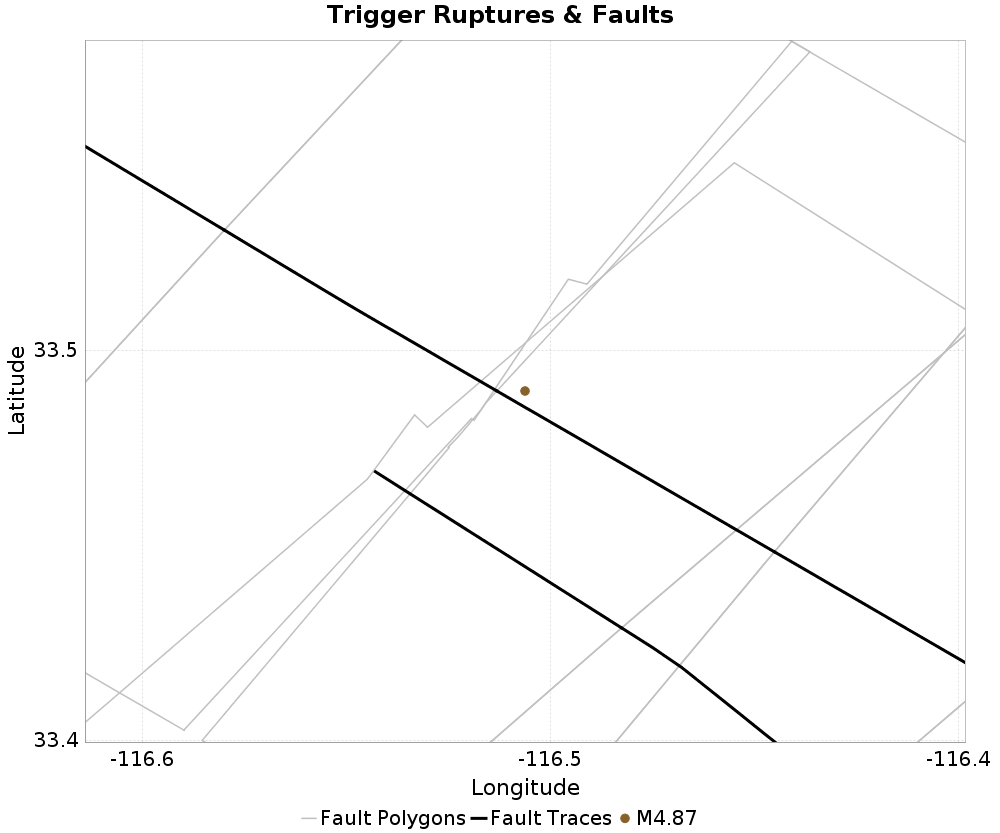 Trigger Ruptures & Faults
33.5
Latitude
33.4
-116.6 -116.5 -116.4
Longitude
Fault Polygons Fault Traces M4.87